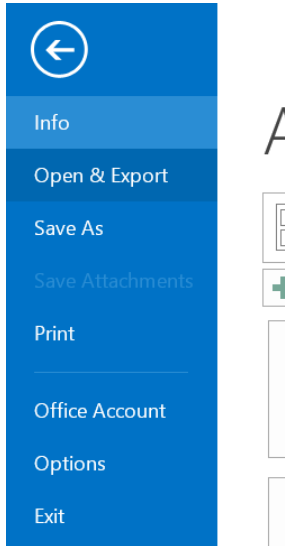 Info
A
Open & Export
Save As
Save Attachments
Print
Office Account
Options
Exit